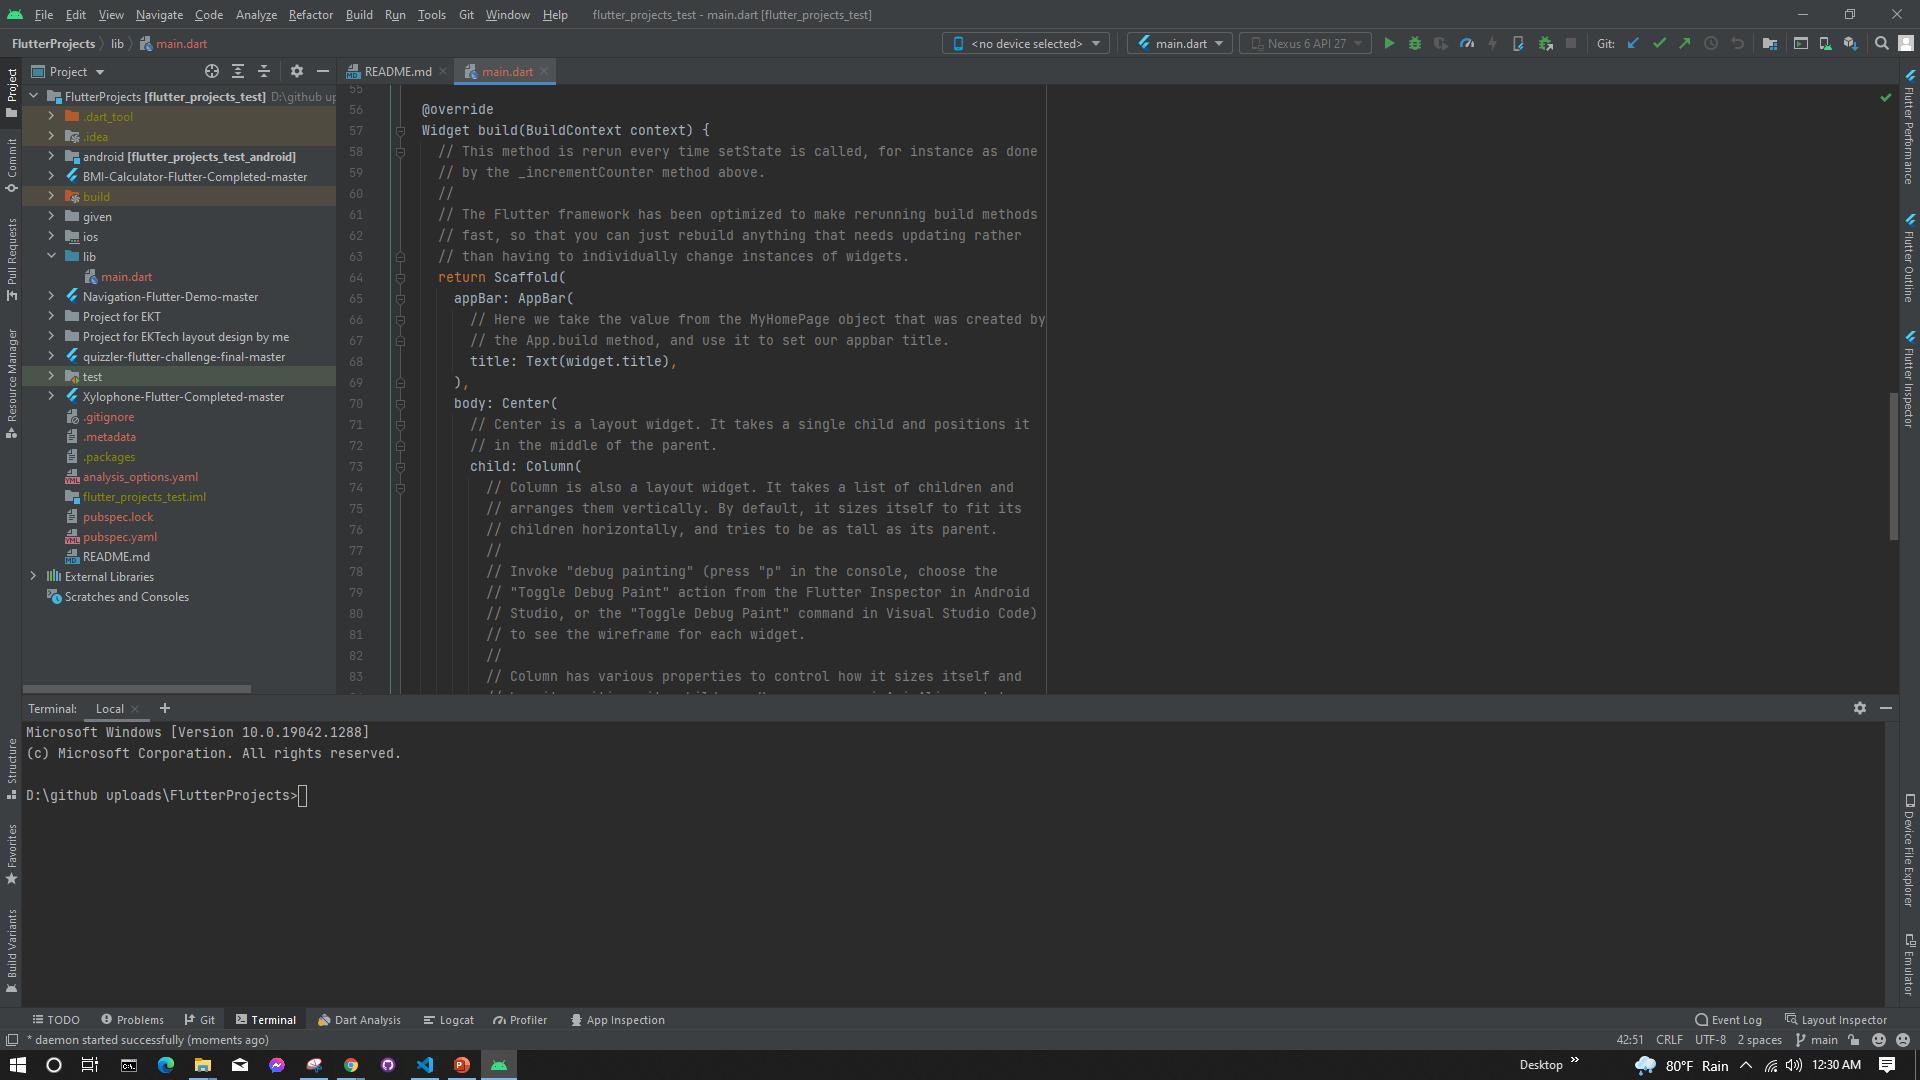 File Edit View Navigate Code Analyze Refactor Build Run Tools Git Window Help flutter_projects_test - main.dart [flutter_projects_test]
FlutterProjects lib main.dart <no device selected> main.dart Nexus 6 API 27 Git:
Project README.md main.dart
FlutterProjects [flutter_projects_test] D:\github up
.dart_tool
.idea
android [flutter_projects_test_android]
BMI-Calculator-Flutter-Completed-master
build
given
ios
lib
main.dart
Navigation-Flutter-Demo-master
Project for EKT
Project for EKTech layout design by me
quizzler-flutter-challenge-final-master
test
Xylophone-Flutter-Completed-master
.gitignore
.metadata
.packages
analysis_options.yaml
flutter_projects_test.iml
pubspec.lock
pubspec.yaml
README.md
External Libraries
Scratches and Consoles
Project
Commit
Pull Requests
Resource Manager
Structure
Favorites
Build Variants
55
56 @override
57 Widget build(BuildContext context) {
58 // This method is rerun every time setState is called, for instance as done
59 // by the _incrementCounter method above.
60 //
61 // The Flutter framework has been optimized to make rerunning build methods
62 // fast, so that you can just rebuild anything that needs updating rather
63 // than having to individually change instances of widgets.
64 return Scaffold(
65 appBar: AppBar(
66 // Here we take the value from the MyHomePage object that was created by
67 // the App.build method, and use it to set our appbar title.
68 title: Text(widget.title),
69 ),
70 body: Center(
71 // Center is a layout widget. It takes a single child and positions it
72 // in the middle of the parent.
73 child: Column(
74 // Column is also a layout widget. It takes a list of children and
75 // arranges them vertically. By default, it sizes itself to fit its
76 // children horizontally, and tries to be as tall as its parent.
77 //
78 // Invoke "debug painting" (press "p" in the console, choose the
79 // "Toggle Debug Paint" action from the Flutter Inspector in Android
80 // Studio, or the "Toggle Debug Paint" command in Visual Studio Code)
81 // to see the wireframe for each widget.
82 //
83 // Column has various properties to control how it sizes itself and
Flutter Performance
Flutter Outline
Flutter Inspector
Device File Explorer
Emulator
Terminal: Local
Microsoft Windows [Version 10.0.19042.1288]
(c) Microsoft Corporation. All rights reserved.
D:\github uploads\FlutterProjects>
TODO Problems Git Terminal Dart Analysis Logcat Profiler App Inspection Event Log Layout Inspector
* daemon started successfully (moments ago) 42:51 CRLF UTF-8 2 spaces main
Desktop 80°F Rain 12:30 AM